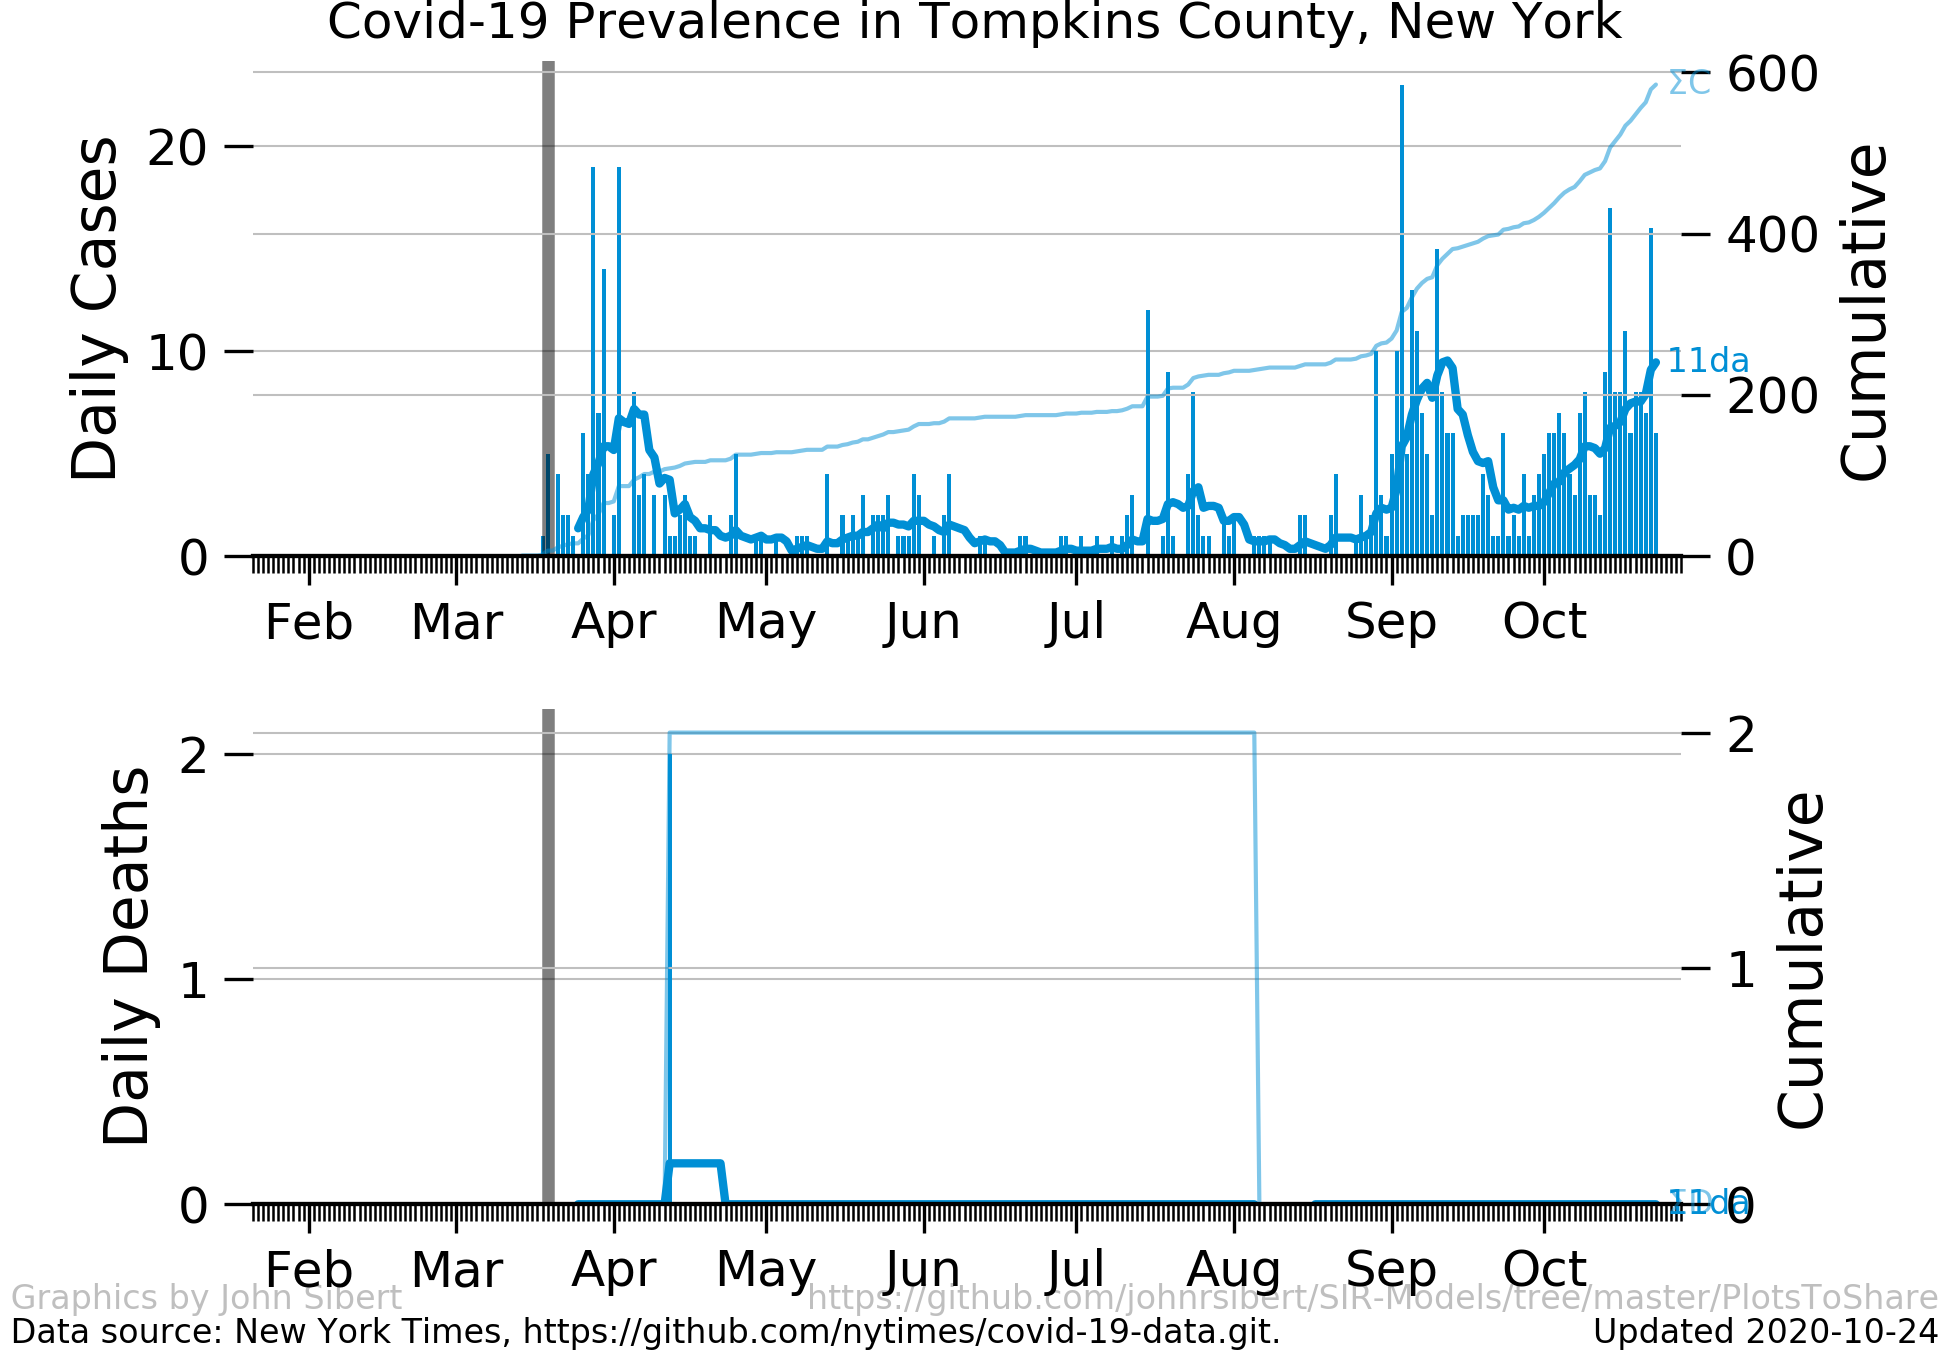 Covid-19 Prevalence in Tompkins County, New York
Daily Cases
20
10
0
ΣC
11da
600
400
200
0
Cumulative
Feb Mar Apr May Jun Jul Aug Sep Oct
Daily Deaths
2
1
0
11da
2
1
0
Cumulative
Feb Mar Apr May Jun Jul Aug Sep Oct
Graphics by John Sibert https://github.com/johnrsibert/SIR-Models/tree/master/PlotsToShare
Data source: New York Times, https://github.com/nytimes/covid-19-data.git. Updated 2020-10-24